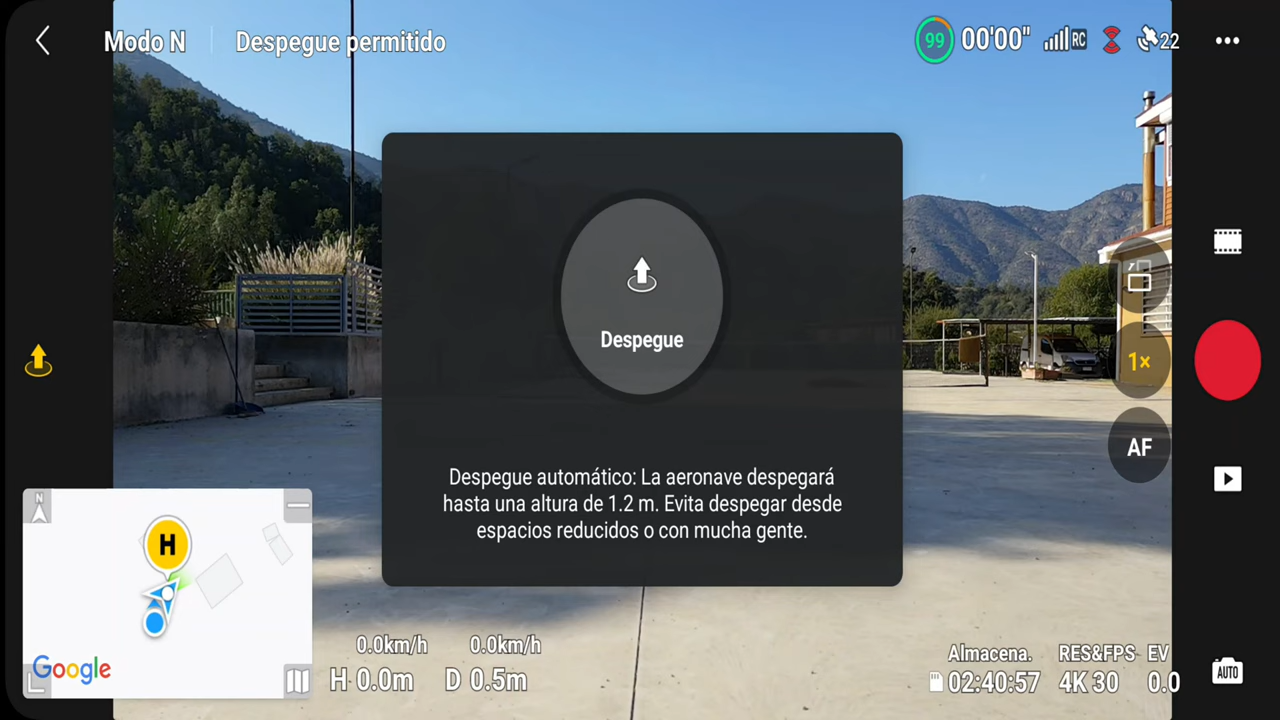 Modo N
Despegue permitido
99
00'00"
RC
22
Despegue
1×
AF
Despegue automático: La aeronave despegará
hasta una altura de 1.2 m. Evita despegar desde
espacios reducidos o con mucha gente.
N
H
Google
0.0km/h
0.0km/h
H 0.0m
D 0.5m
Almacena.
RES&FPS
EV
02:40:57
4K 30
0.0
AUTO